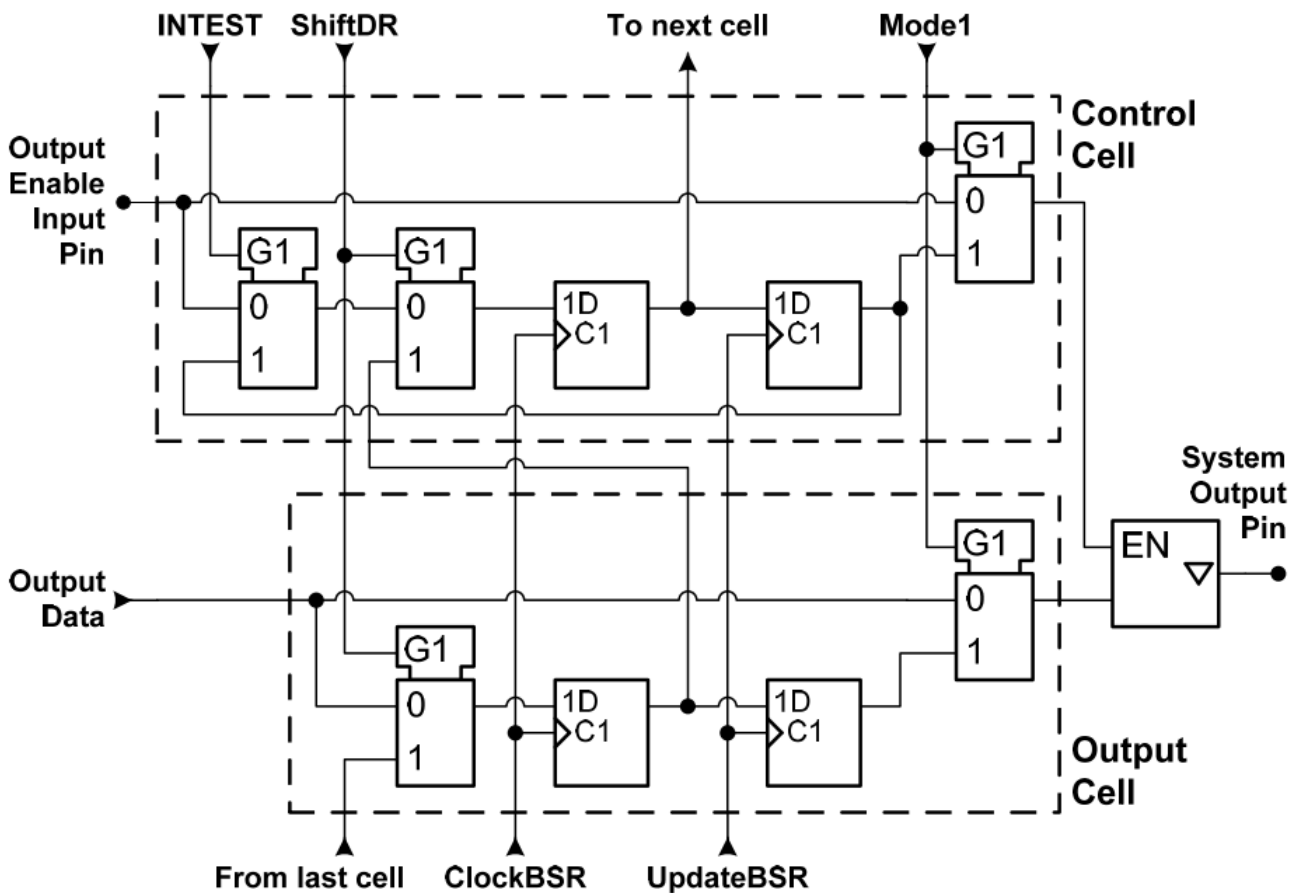 INTEST
ShiftDR
To next cell
Mode1
Control
Cell
Output
Enable
Input
Pin
G1
0
1
G1
0
1
G1
0
1
1D
C1
1D
C1
System
Output
Pin
Output
Data
G1
0
1
G1
0
1
1D
C1
1D
C1
EN
Output
Cell
From last cell
ClockBSR
UpdateBSR